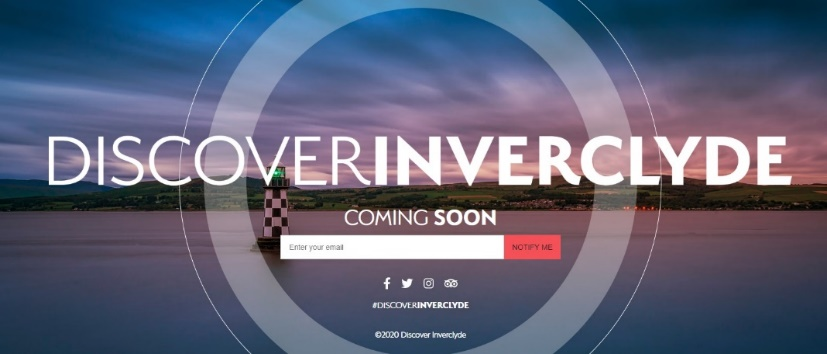 DISCOVERINVERCLYDE
COMING SOON
Enter your email
NOTIFY ME
#DISCOVERINVERCLYDE
©2020 Discover Inverclyde